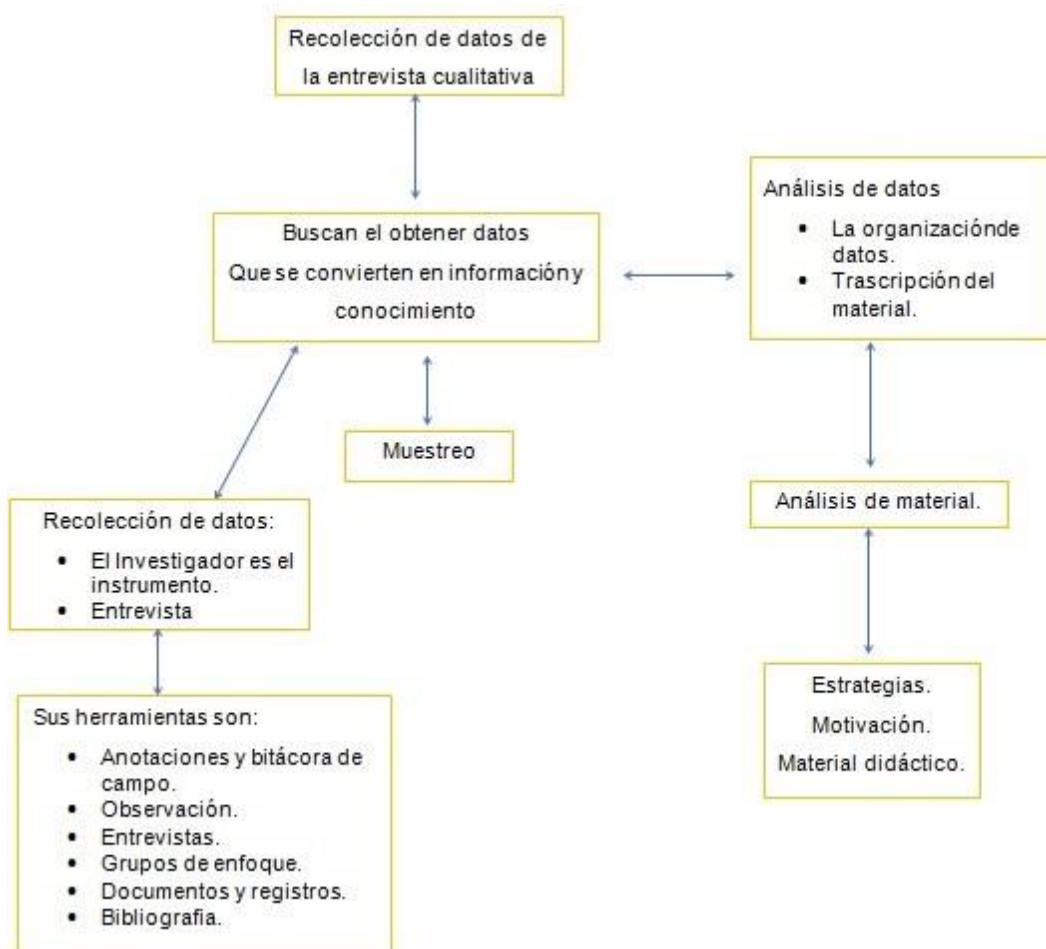 Recolección de datos de
la entrevista cualitativa
Buscan el obtener datos
Que se convierten en información y
conocimiento
Análisis de datos
• La organizaciónde
datos.
• Trascripción del
material.
Muestreo
Recolección de datos:
• El Investigador es el
instrumento.
• Entrevista
Análisis de material.
Sus herramientas son:
• Anotaciones y bitácora de
campo.
• Observación.
• Entrevistas.
• Grupos de enfoque.
• Documentos y registros.
• Bibliografia.
Estrategias.
Motivación.
Material didáctico.